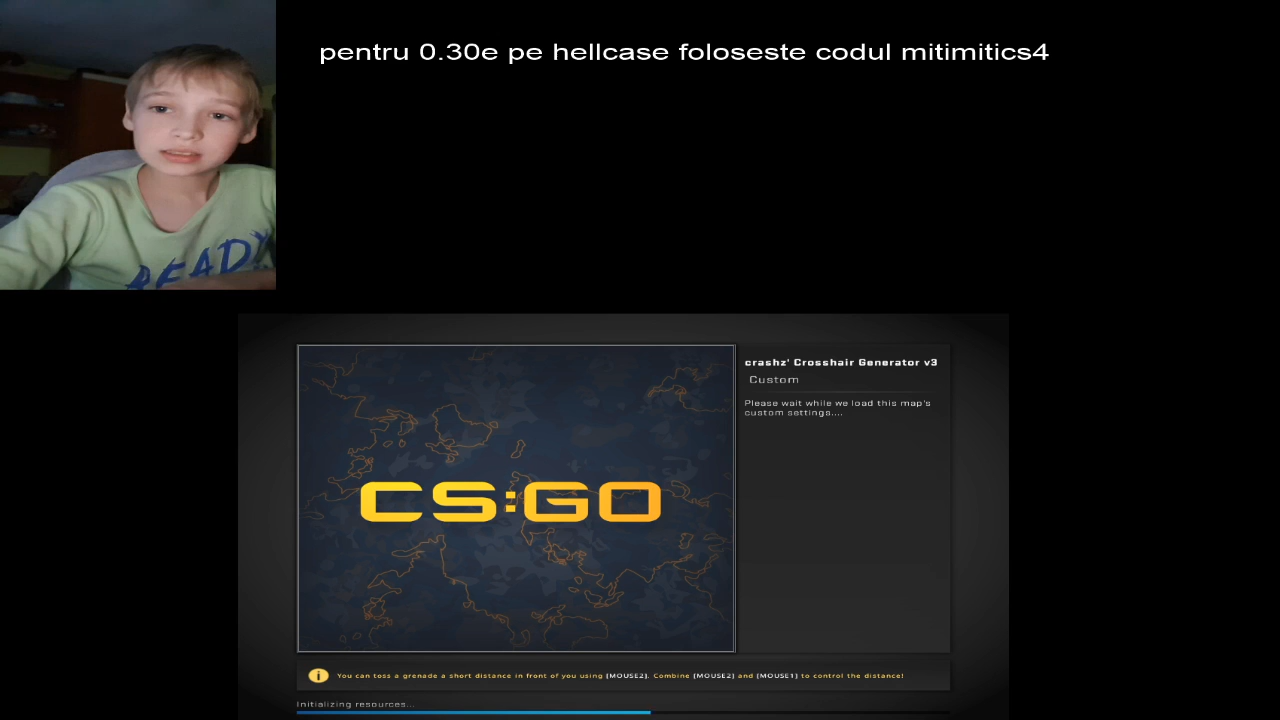 pentru 0.30e pe hellcase foloseste codul mitimitics4
READY
crashz' Crosshair Generator v3
Custom
Please wait while we load this map's
custom settings....
CS:GO
You can toss a grenade a short distance in front of you using [MOUSE2]. Combine [MOUSE2] and [MOUSE1] to control the distance!
Initializing resources...